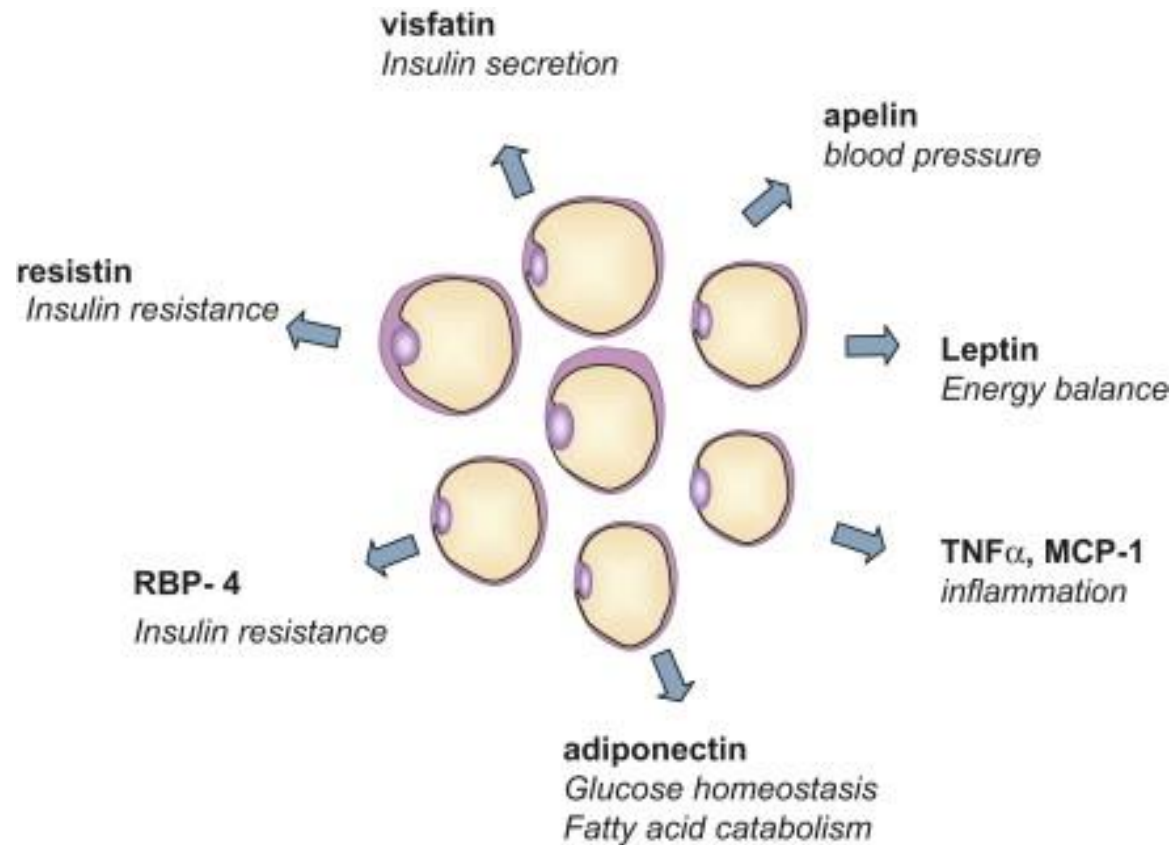 visfatin
Insulin secretion
apelin
blood pressure
resistin
Insulin resistance
Leptin
Energy balance
TNFα, MCP-1
inflammation
RBP- 4
Insulin resistance
adiponectin
Glucose homeostasis
Fatty acid catabolism